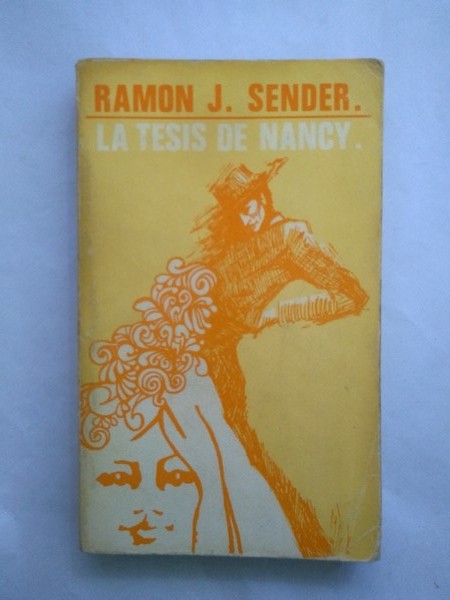 RAMON J. SENDER.
LA TESIS DE NANCY.